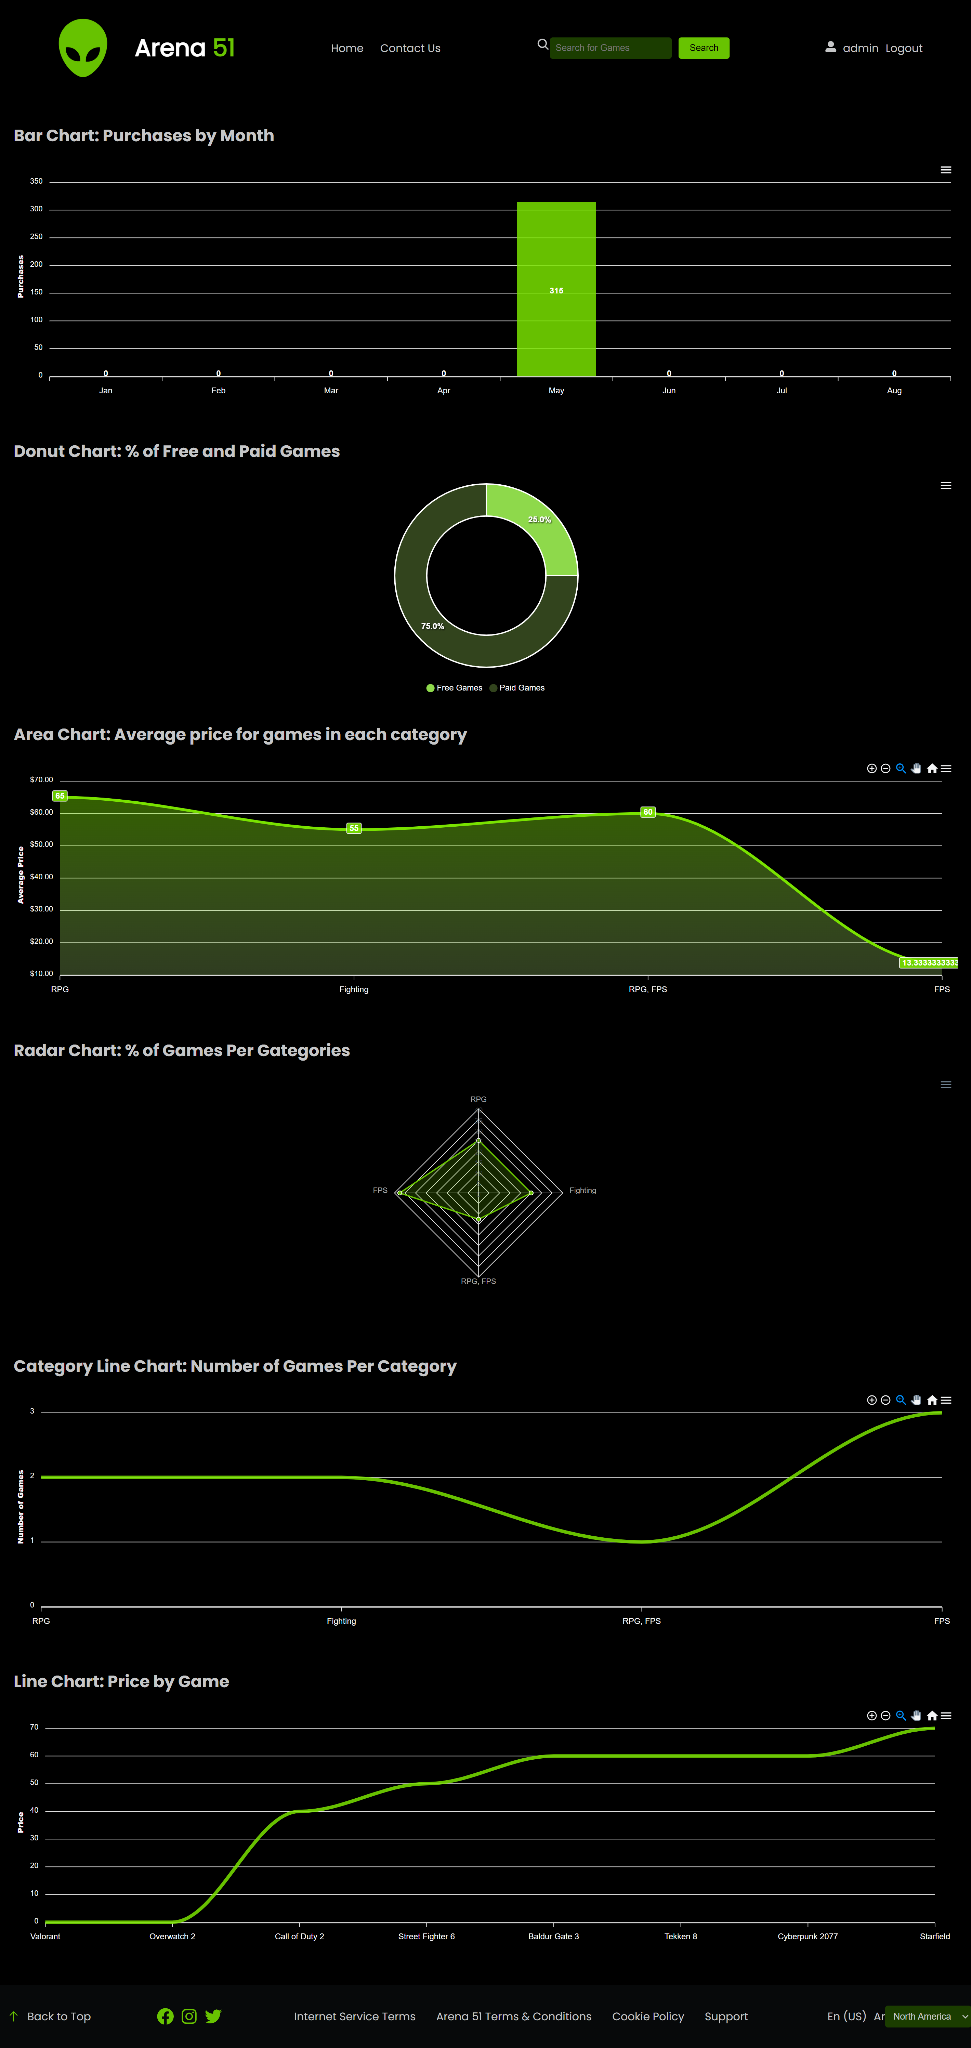 Arena 51
Home Contact Us
Search for Games Search
admin Logout
Bar Chart: Purchases by Month
350
300
250
200
150
100
50
0
Purchases
315
0 0 0 0 0 0 0
Jan Feb Mar Apr May Jun Jul Aug
Donut Chart: % of Free and Paid Games
25.0%
75.0%
Free Games Paid Games
Area Chart: Average price for games in each category
$70.00
$60.00
$50.00
$40.00
$30.00
$20.00
$10.00
Average Price
65
55
60
13.3333333333
RPG Fighting RPG, FPS FPS
Radar Chart: % of Games Per Gategories
RPG
FPS Fighting
RPG, FPS
Category Line Chart: Number of Games Per Category
3
2
1
0
Number of Games
RPG Fighting RPG, FPS FPS
Line Chart: Price by Game
70
60
50
40
30
20
10
0
Price
Valorant Overwatch 2 Call of Duty 2 Street Fighter 6 Baldur Gate 3 Tekken 8 Cyberpunk 2077 Starfield
Back to Top Internet Service Terms Arena 51 Terms & Conditions Cookie Policy Support En (US) Ar North America